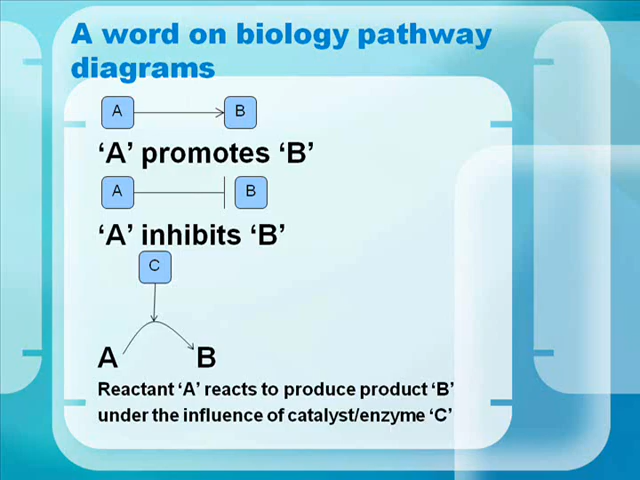 A word on biology pathway
diagrams
A B
‘A’ promotes ‘B’
A B
‘A’ inhibits ‘B’
C
A B
Reactant ‘A’ reacts to produce product ‘B’
under the influence of catalyst/enzyme ‘C’